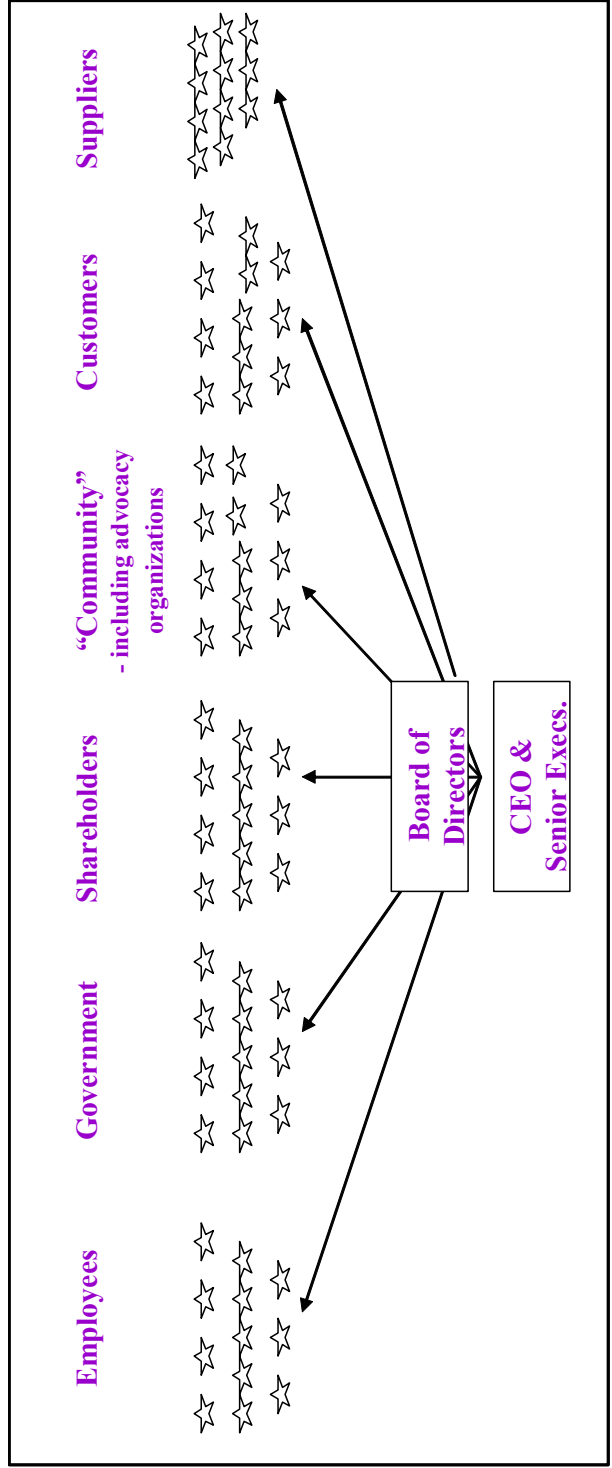 Employees
Government
Shareholders
“Community”
- including advocacy
organizations
Customers
Suppliers
Board of
Directors
CEO &
Senior Execs.